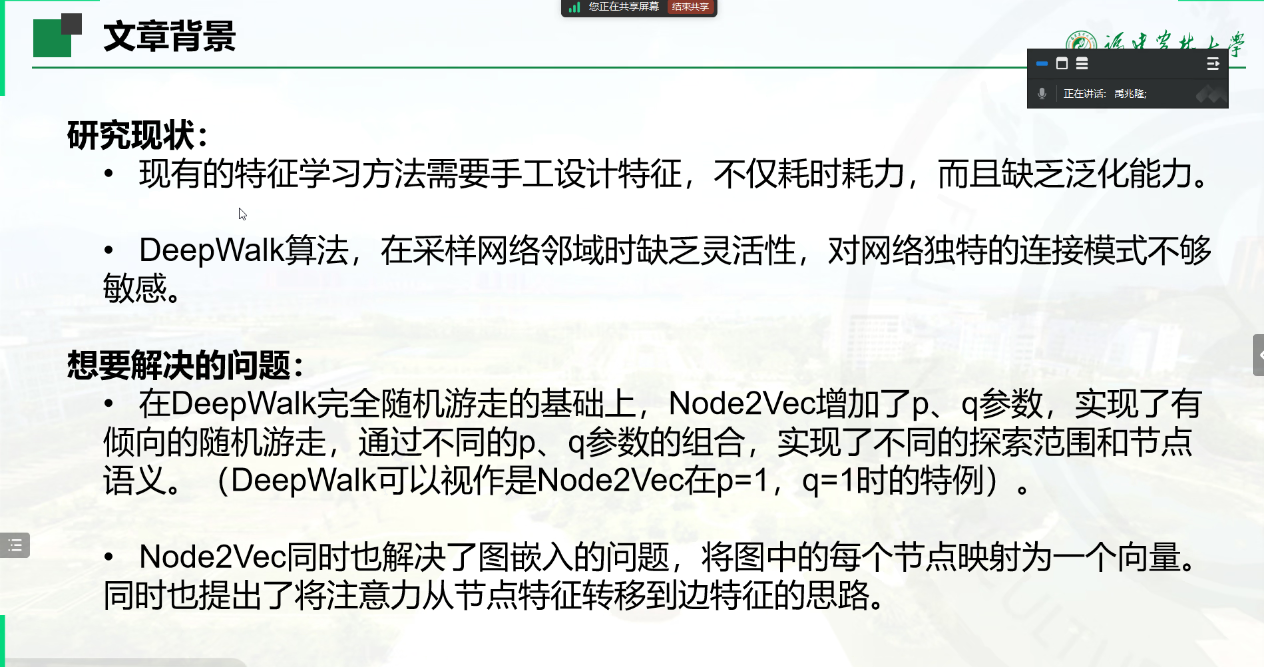 您正在共享屏幕 结束共享
文章背景
福建农林大学
正在讲话: 禹兆隆;
研究现状：
• 现有的特征学习方法需要手工设计特征，不仅耗时耗力，而且缺乏泛化能力。
• DeepWalk算法，在采样网络邻域时缺乏灵活性，对网络独特的连接模式不够
敏感。
想要解决的问题：
• 在DeepWalk完全随机游走的基础上，Node2Vec增加了p、q参数，实现了有
倾向的随机游走，通过不同的p、q参数的组合，实现了不同的探索范围和节点
语义。（DeepWalk可以视作是Node2Vec在p=1，q=1时的特例）。
• Node2Vec同时也解决了图嵌入的问题，将图中的每个节点映射为一个向量。
同时也提出了将注意力从节点特征转移到边特征的思路。